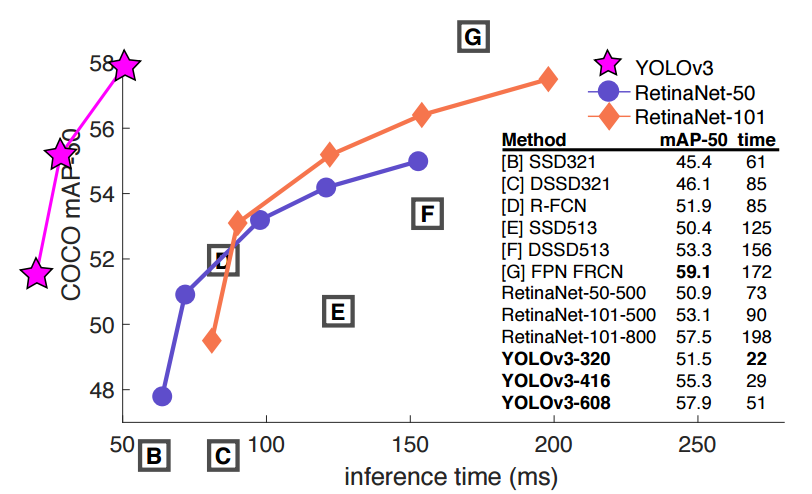 G
58
56
54
52
50
48
COCO mAP-50
D
F
E
B
C
50
100
150
200
250
inference time (ms)
YOLOv3
RetinaNet-50
RetinaNet-101
Method mAP-50 time
[B] SSD321 45.4 61
[C] DSSD321 46.1 85
[D] R-FCN 51.9 85
[E] SSD513 50.4 125
[F] DSSD513 53.3 156
[G] FPN FRCN 59.1 172
RetinaNet-50-500 50.9 73
RetinaNet-101-500 53.1 90
RetinaNet-101-800 57.5 198
YOLOv3-320 51.5 22
YOLOv3-416 55.3 29
YOLOv3-608 57.9 51